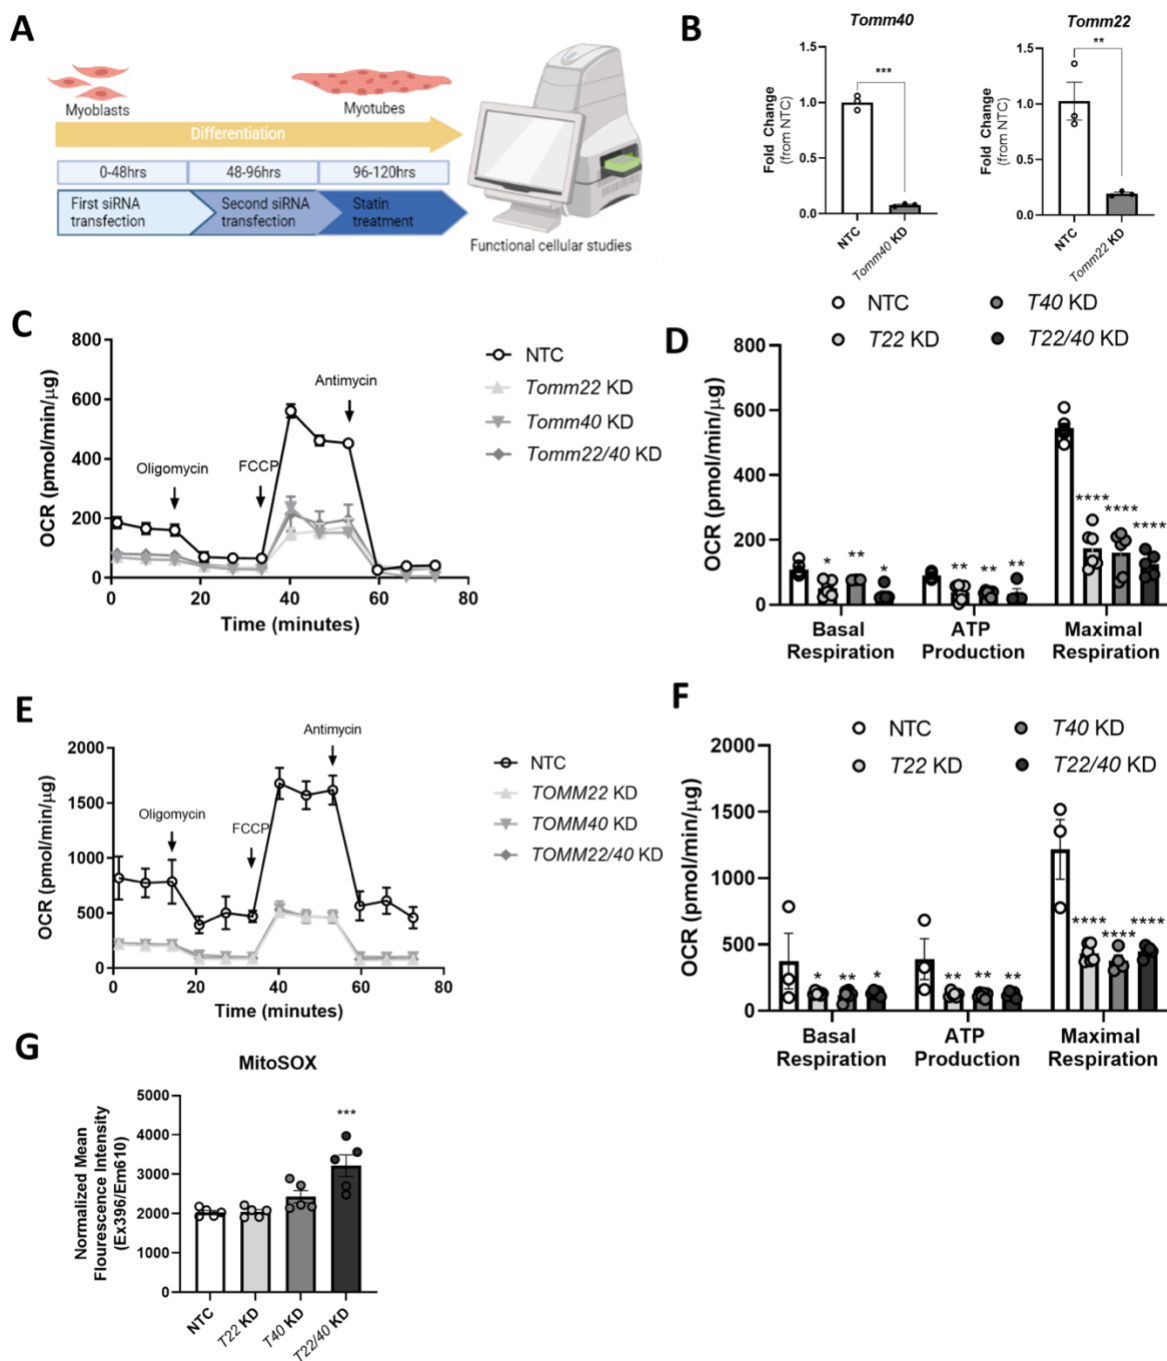 A
Myoblasts
Myotubes
Differentiation
0-48hrs
48-96hrs
96-120hrs
First siRNA
transfection
Second siRNA
transfection
Statin
treatment
Functional cellular studies
B
Tomm40
Fold Change
(from NTC)
1.5
1.0
0.5
0.0
***
NTC
Tomm40 KD
Tomm22
Fold Change
(from NTC)
1.5
1.0
0.5
0.0
**
NTC
Tomm22 KD
C
OCR (pmol/min/µg)
800
600
400
200
0
0
20
40
60
80
Time (minutes)
Oligomycin
FCCP
Antimycin
NTC
Tomm22 KD
Tomm40 KD
Tomm22/40 KD
D
NTC
T22 KD
T40 KD
T22/40 KD
OCR (pmol/min/µg)
800
600
400
200
0
*
**
*
**
**
**
****
****
****
Basal
Respiration
ATP
Production
Maximal
Respiration
E
OCR (pmol/min/µg)
2000
1500
1000
500
0
0
20
40
60
80
Time (minutes)
Oligomycin
FCCP
Antimycin
NTC
TOMM22 KD
TOMM40 KD
TOMM22/40 KD
F
NTC
T22 KD
T40 KD
T22/40 KD
OCR (pmol/min/µg)
2000
1500
1000
500
0
*
**
*
**
**
**
****
****
****
Basal
Respiration
ATP
Production
Maximal
Respiration
G
MitoSOX
Normalized Mean
Flourescence Intensity
(Ex396/Em610)
5000
4000
3000
2000
1000
0
***
NTC
T22 KD
T40 KD
T22/40 KD